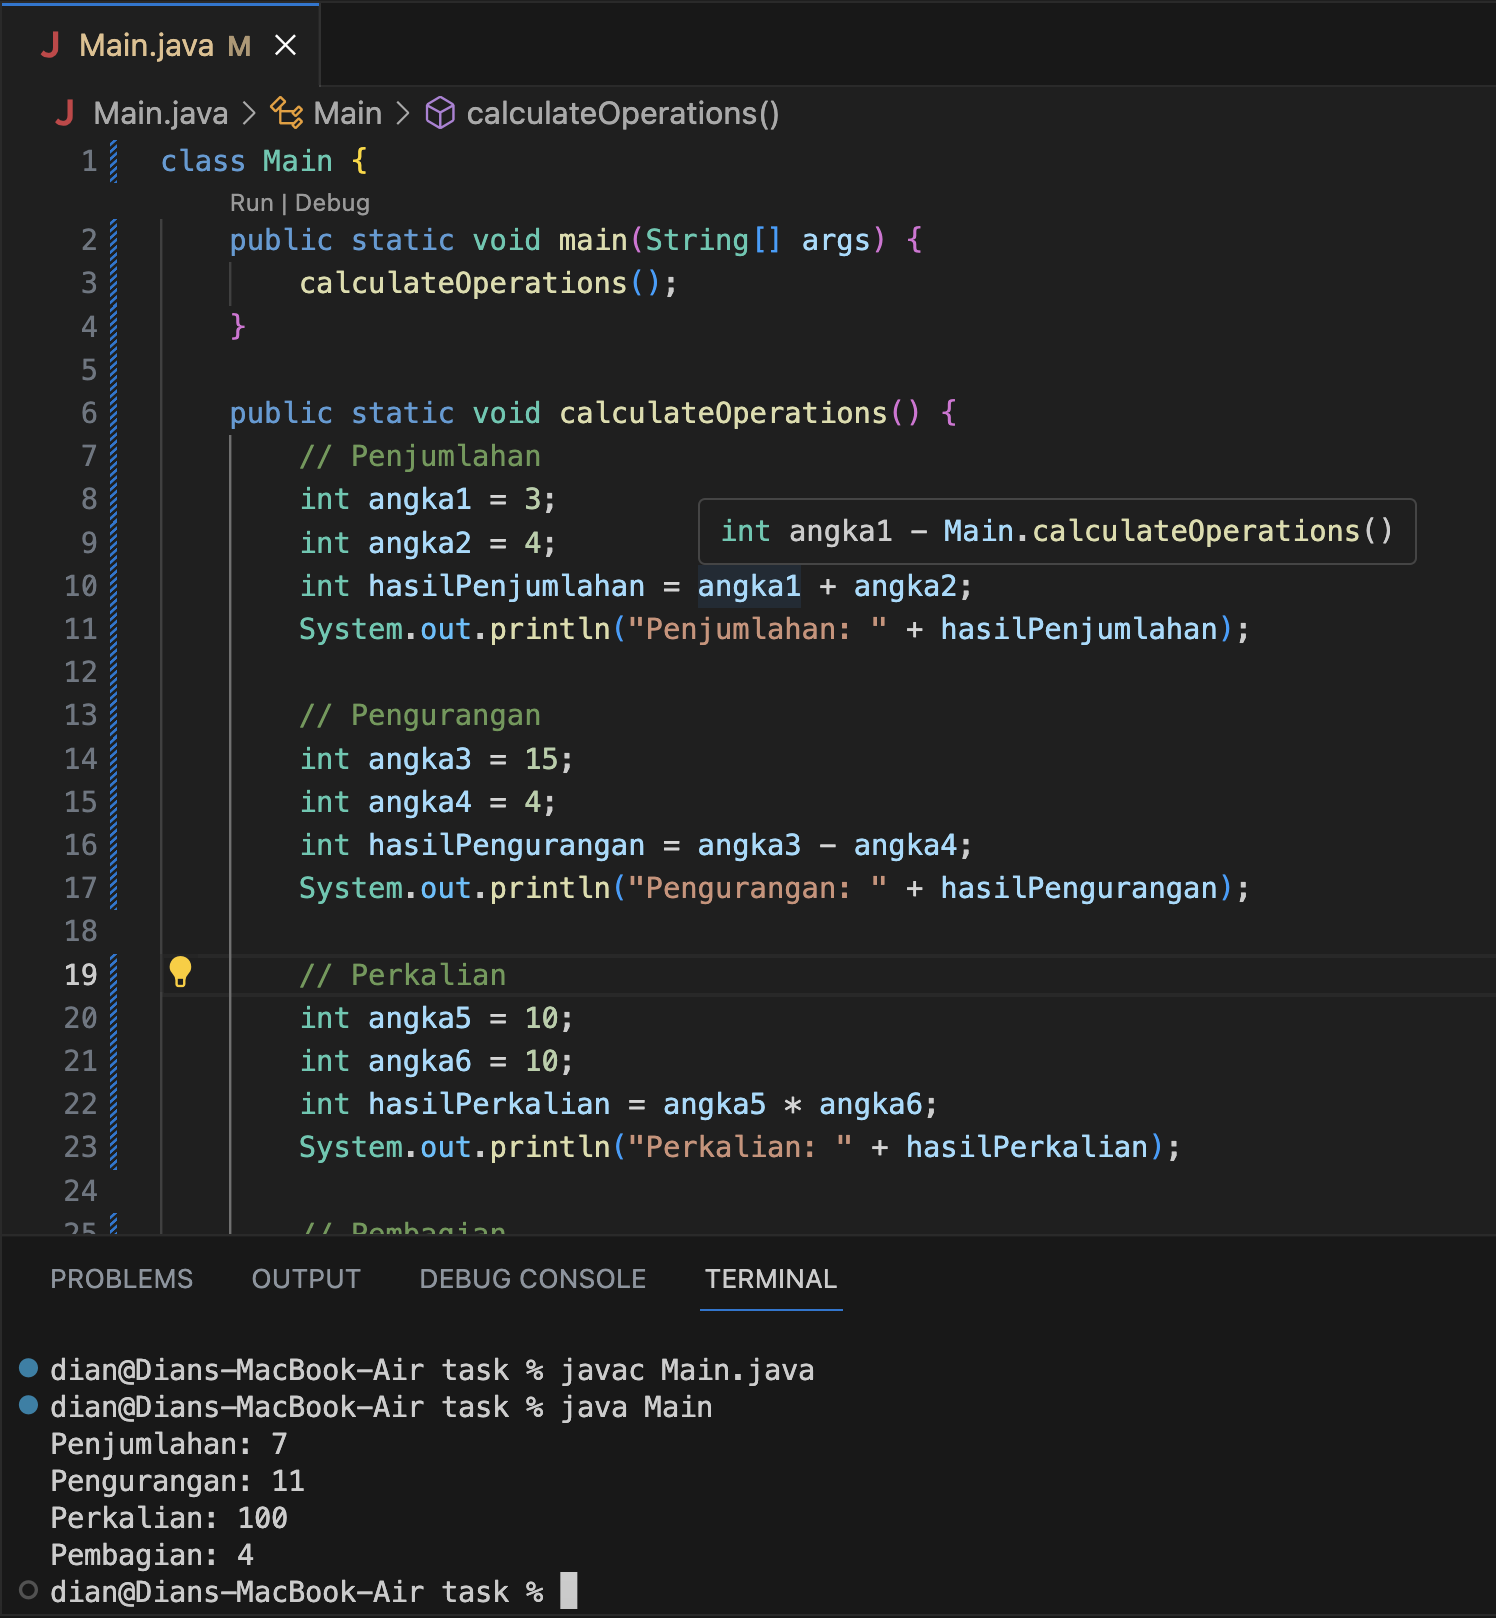 Main.java M
Main.java > Main > calculateOperations()
1 class Main {
Run | Debug
2 public static void main(String[] args) {
3 calculateOperations();
4 }
5
6 public static void calculateOperations() {
7 // Penjumlahan
8 int angka1 = 3;
int angka1 - Main.calculateOperations()
9 int angka2 = 4;
10 int hasilPenjumlahan = angka1 + angka2;
11 System.out.println("Penjumlahan: " + hasilPenjumlahan);
12
13 // Pengurangan
14 int angka3 = 15;
15 int angka4 = 4;
16 int hasilPengurangan = angka3 - angka4;
17 System.out.println("Pengurangan: " + hasilPengurangan);
18
19 // Perkalian
20 int angka5 = 10;
21 int angka6 = 10;
22 int hasilPerkalian = angka5 * angka6;
23 System.out.println("Perkalian: " + hasilPerkalian);
24
25 // Pembagian
PROBLEMS OUTPUT DEBUG CONSOLE TERMINAL
dian@Dians-MacBook-Air task % javac Main.java
dian@Dians-MacBook-Air task % java Main
Penjumlahan: 7
Pengurangan: 11
Perkalian: 100
Pembagian: 4
dian@Dians-MacBook-Air task %